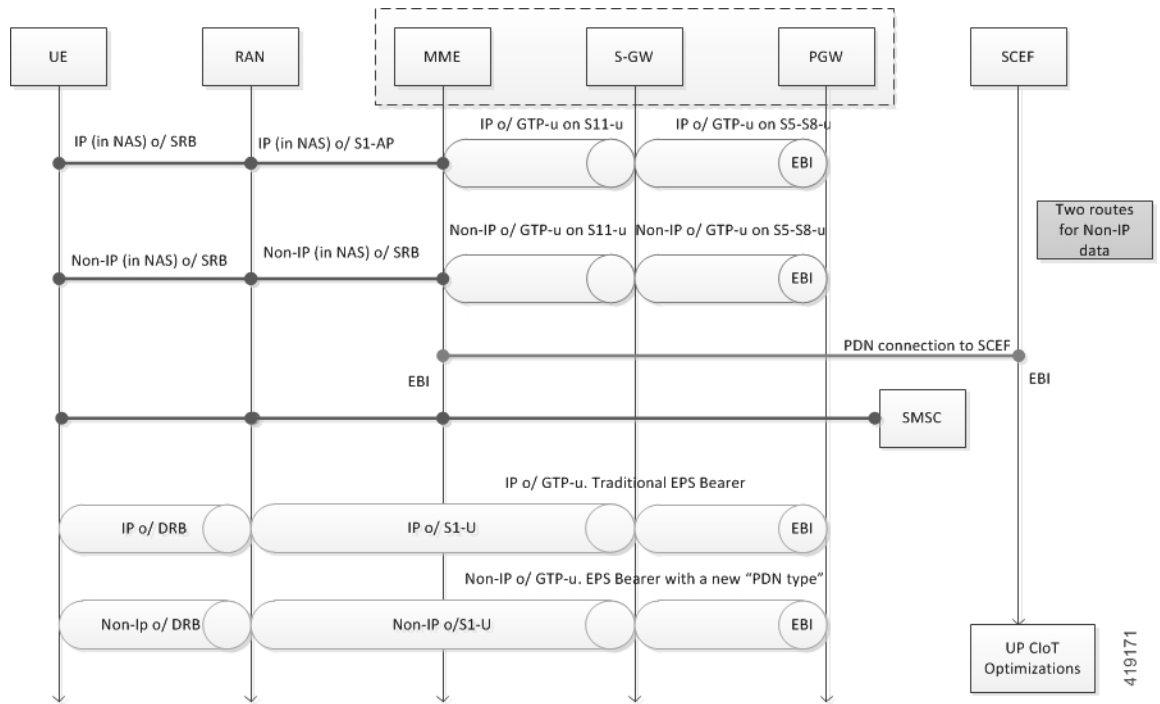 UE
RAN
MME
S-GW
PGW
SCEF
IP o/ GTP-u on S11-u
IP o/ GTP-u on S5-S8-u
IP (in NAS) o/ SRB
IP (in NAS) o/ S1-AP
EBI
Two routes
for Non-IP
data
Non-IP o/ GTP-u on S11-u
Non-IP o/ GTP-u on S5-S8-u
Non-IP (in NAS) o/ SRB
Non-IP (in NAS) o/ SRB
EBI
PDN connection to SCEF
EBI
EBI
SMSC
IP o/ GTP-u. Traditional EPS Bearer
IP o/ DRB
IP o/ S1-U
EBI
Non-IP o/ GTP-u. EPS Bearer with a new “PDN type”
Non-Ip o/ DRB
Non-IP o/S1-U
EBI
UP CIoT
Optimizations
419171